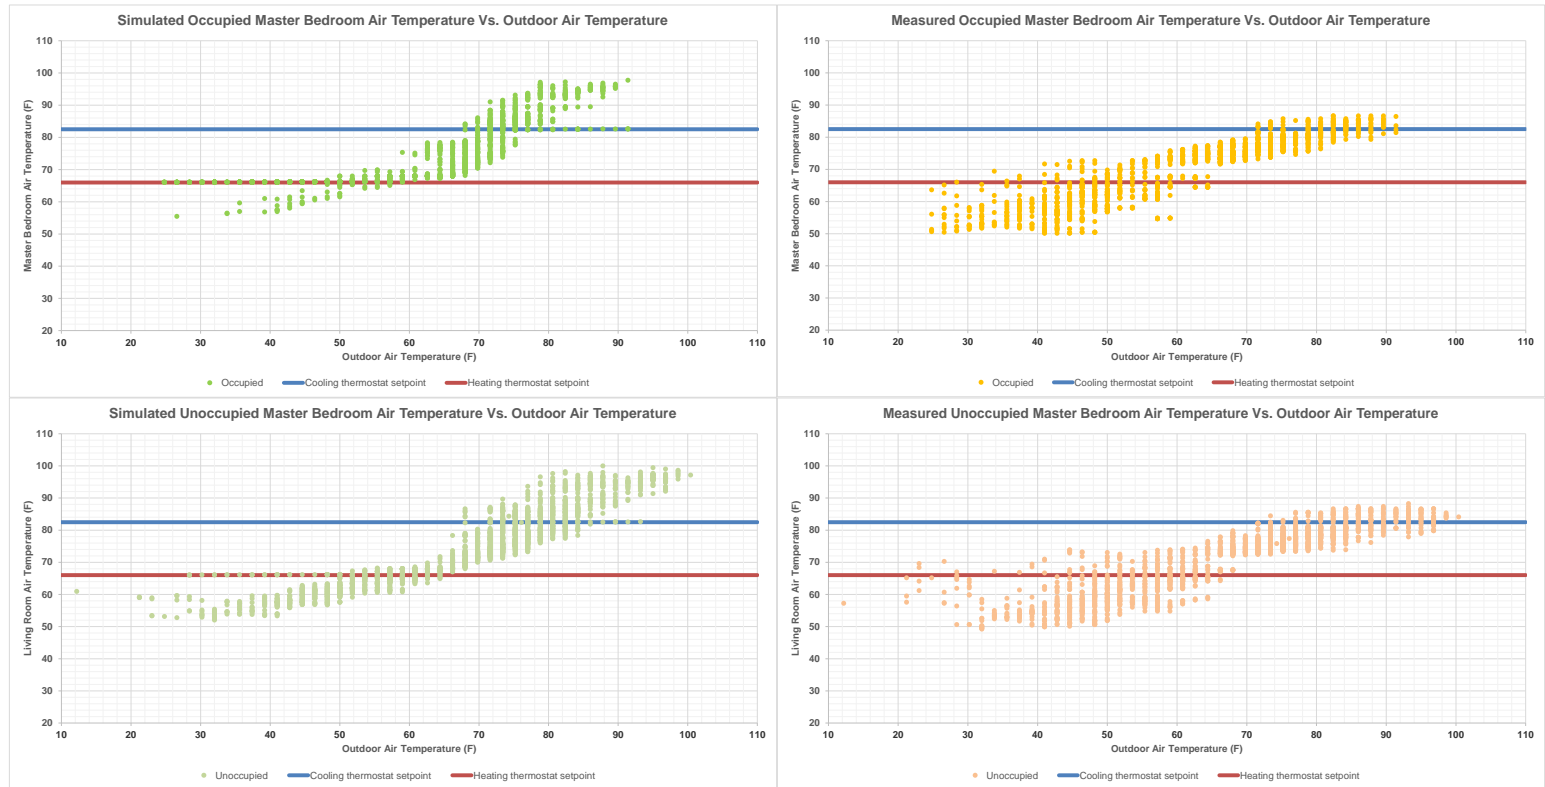 Simulated Occupied Master Bedroom Air Temperature Vs. Outdoor Air Temperature
Master Bedroom Air Temperature (F)
110
100
90
80
70
60
50
40
30
20
10 20 30 40 50 60 70 80 90 100 110
Outdoor Air Temperature (F)
Occupied Cooling thermostat setpoint Heating thermostat setpoint
Measured Occupied Master Bedroom Air Temperature Vs. Outdoor Air Temperature
Master Bedroom Air Temperature (F)
110
100
90
80
70
60
50
40
30
20
10 20 30 40 50 60 70 80 90 100 110
Outdoor Air Temperature (F)
Occupied Cooling thermostat setpoint Heating thermostat setpoint
Simulated Unoccupied Master Bedroom Air Temperature Vs. Outdoor Air Temperature
Living Room Air Temperature (F)
110
100
90
80
70
60
50
40
30
20
10 20 30 40 50 60 70 80 90 100 110
Outdoor Air Temperature (F)
Unoccupied Cooling thermostat setpoint Heating thermostat setpoint
Measured Unoccupied Master Bedroom Air Temperature Vs. Outdoor Air Temperature
Living Room Air Temperature (F)
110
100
90
80
70
60
50
40
30
20
10 20 30 40 50 60 70 80 90 100 110
Outdoor Air Temperature (F)
Unoccupied Cooling thermostat setpoint Heating thermostat setpoint